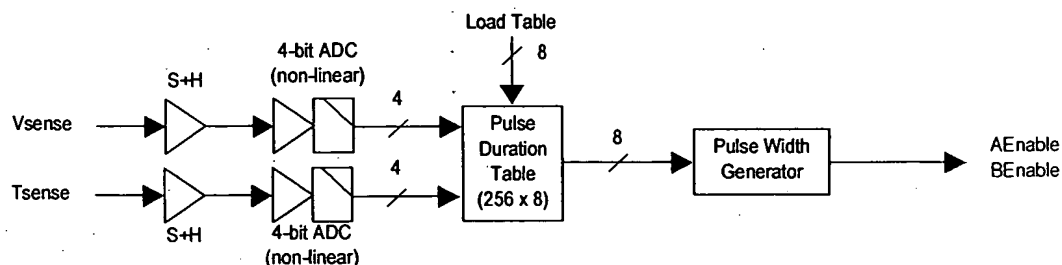 Load Table
8
4-bit ADC
(non-linear)
S+H
4
Vsense
Pulse
Duration
Table
(256 x 8)
8
Pulse Width
Generator
AEnable
BEnable
Tsense
4
S+H
4-bit ADC
(non-linear)